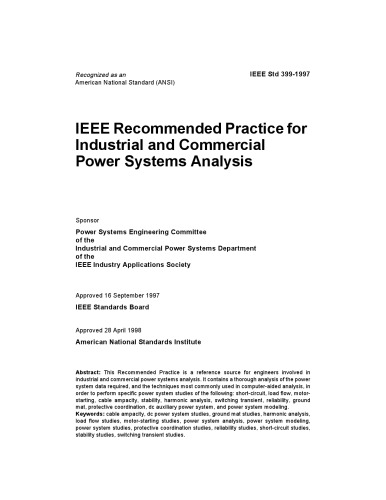 Recognized as an
American National Standard (ANSI)
IEEE Std 399-1997
IEEE Recommended Practice for
Industrial and Commercial
Power Systems Analysis
Sponsor
Power Systems Engineering Committee
of the
Industrial and Commercial Power Systems Department
of the
IEEE Industry Applications Society
Approved 16 September 1997
IEEE Standards Board
Approved 28 April 1998
American National Standards Institute
Abstract: This Recommended Practice is a reference source for engineers involved in
industrial and commercial power systems analysis. It contains a thorough analysis of the power
system data required, and the techniques most commonly used in computer-aided analysis, in
order to perform specific power system studies of the following: short-circuit, load flow, motor-
starting, cable ampacity, stability, harmonic analysis, switching transient, reliability, ground
mat, protective coordination, dc auxiliary power system, and power system modeling.
Keywords: cable ampacity, dc power system studies, ground mat studies, harmonic analysis,
load flow studies, motor-starting studies, power system analysis, power system modeling,
power system studies, protective coordination studies, reliability studies, short-circuit studies,
stability studies, switching transient studies.